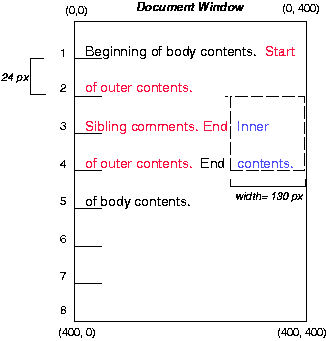 (0,0) Document Window (0, 400)
1 Beginning of body contents. Start
24 px
2 of outer contents.
3 Sibling comments. End Inner
4 of outer contents. End contents.
width= 130 px
5 of body contents.
6
7
8
(400, 0) (400, 400)